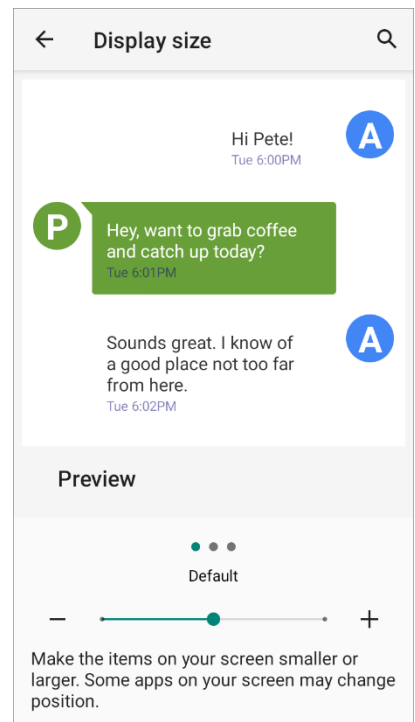 Display size
Hi Pete!
Tue 6:00PM
A
P
Hey, want to grab coffee
and catch up today?
Tue 6:01PM
Sounds great. I know of
a good place not too far
from here.
Tue 6:02PM
A
Preview
Default
Make the items on your screen smaller or
larger. Some apps on your screen may change
position.